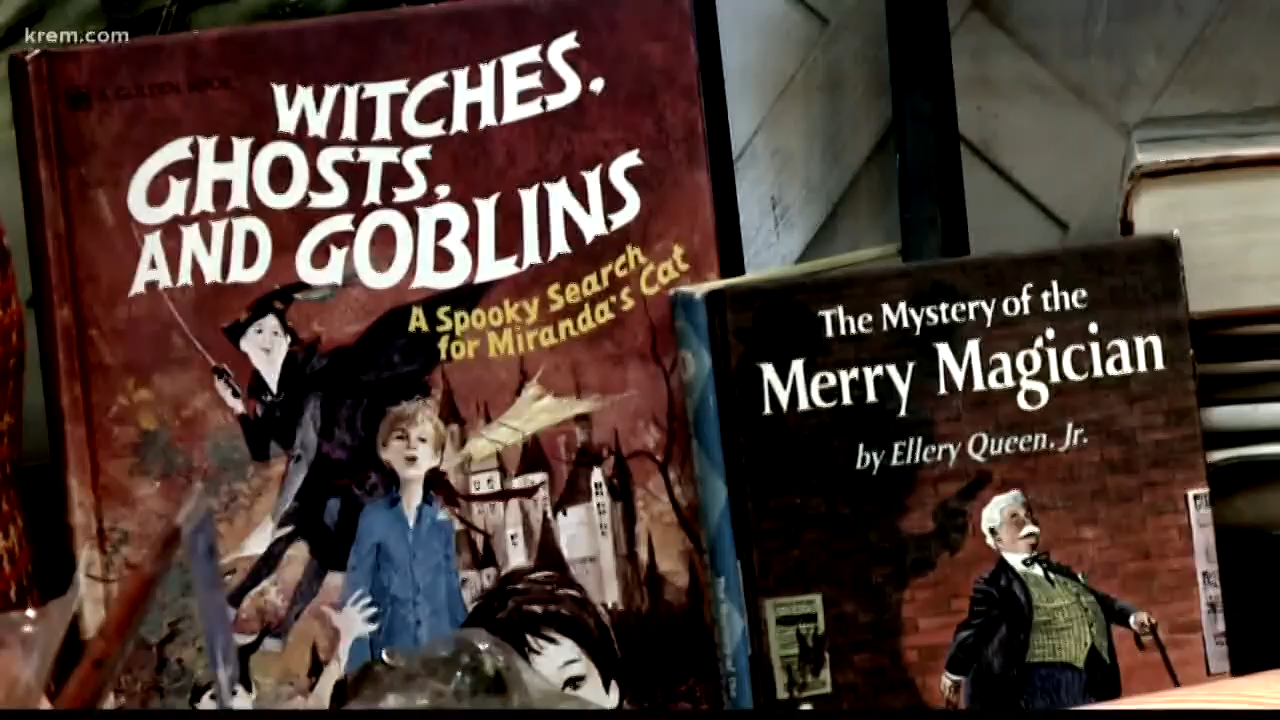 krem.com
A GOLDEN BOOK
WITCHES,
GHOSTS,
AND GOBLINS
A Spooky Search
for Miranda's Cat
The Mystery of the
Merry Magician
by Ellery Queen, Jr.